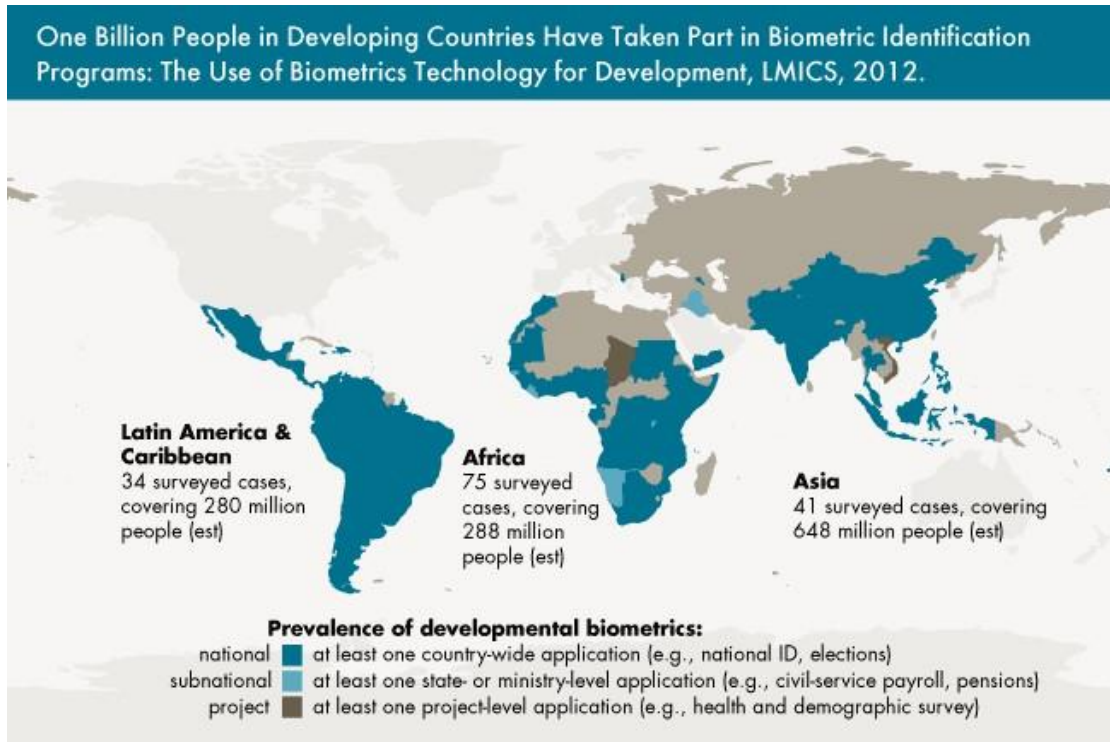 One Billion People in Developing Countries Have Taken Part in Biometric Identification
Programs: The Use of Biometrics Technology for Development, LMICS, 2012.
Latin America &
Caribbean
34 surveyed cases,
covering 280 million
people (est)
Africa
75 surveyed
cases, covering
288 million
people (est)
Asia
41 surveyed cases, covering
648 million people (est)
Prevalence of developmental biometrics:
national at least one country-wide application (e.g., national ID, elections)
subnational at least one state- or ministry-level application (e.g., civil-service payroll, pensions)
project at least one project-level application (e.g., health and demographic survey)